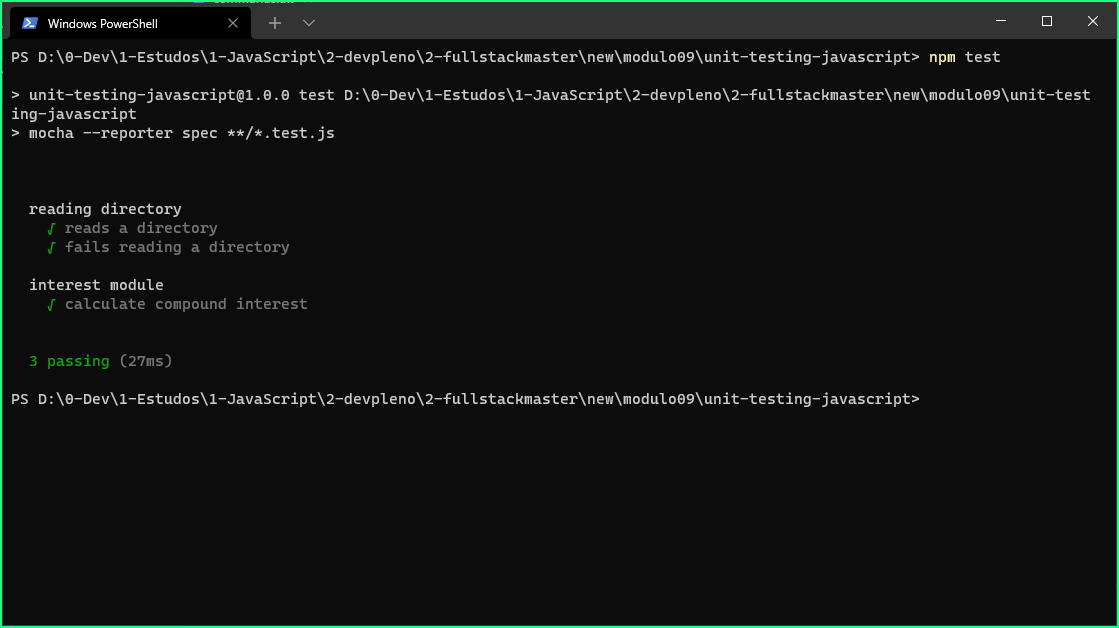 Windows PowerShell
PS D:\0-Dev\1-Estudos\1-JavaScript\2-devpleno\2-fullstackmaster\new\modulo09\unit-testing-javascript> npm test
> unit-testing-javascript@1.0.0 test D:\0-Dev\1-Estudos\1-JavaScript\2-devpleno\2-fullstackmaster\new\modulo09\unit-test
ing-javascript
> mocha --reporter spec **/*.test.js
reading directory
√ reads a directory
√ fails reading a directory
interest module
√ calculate compound interest
3 passing (27ms)
PS D:\0-Dev\1-Estudos\1-JavaScript\2-devpleno\2-fullstackmaster\new\modulo09\unit-testing-javascript>